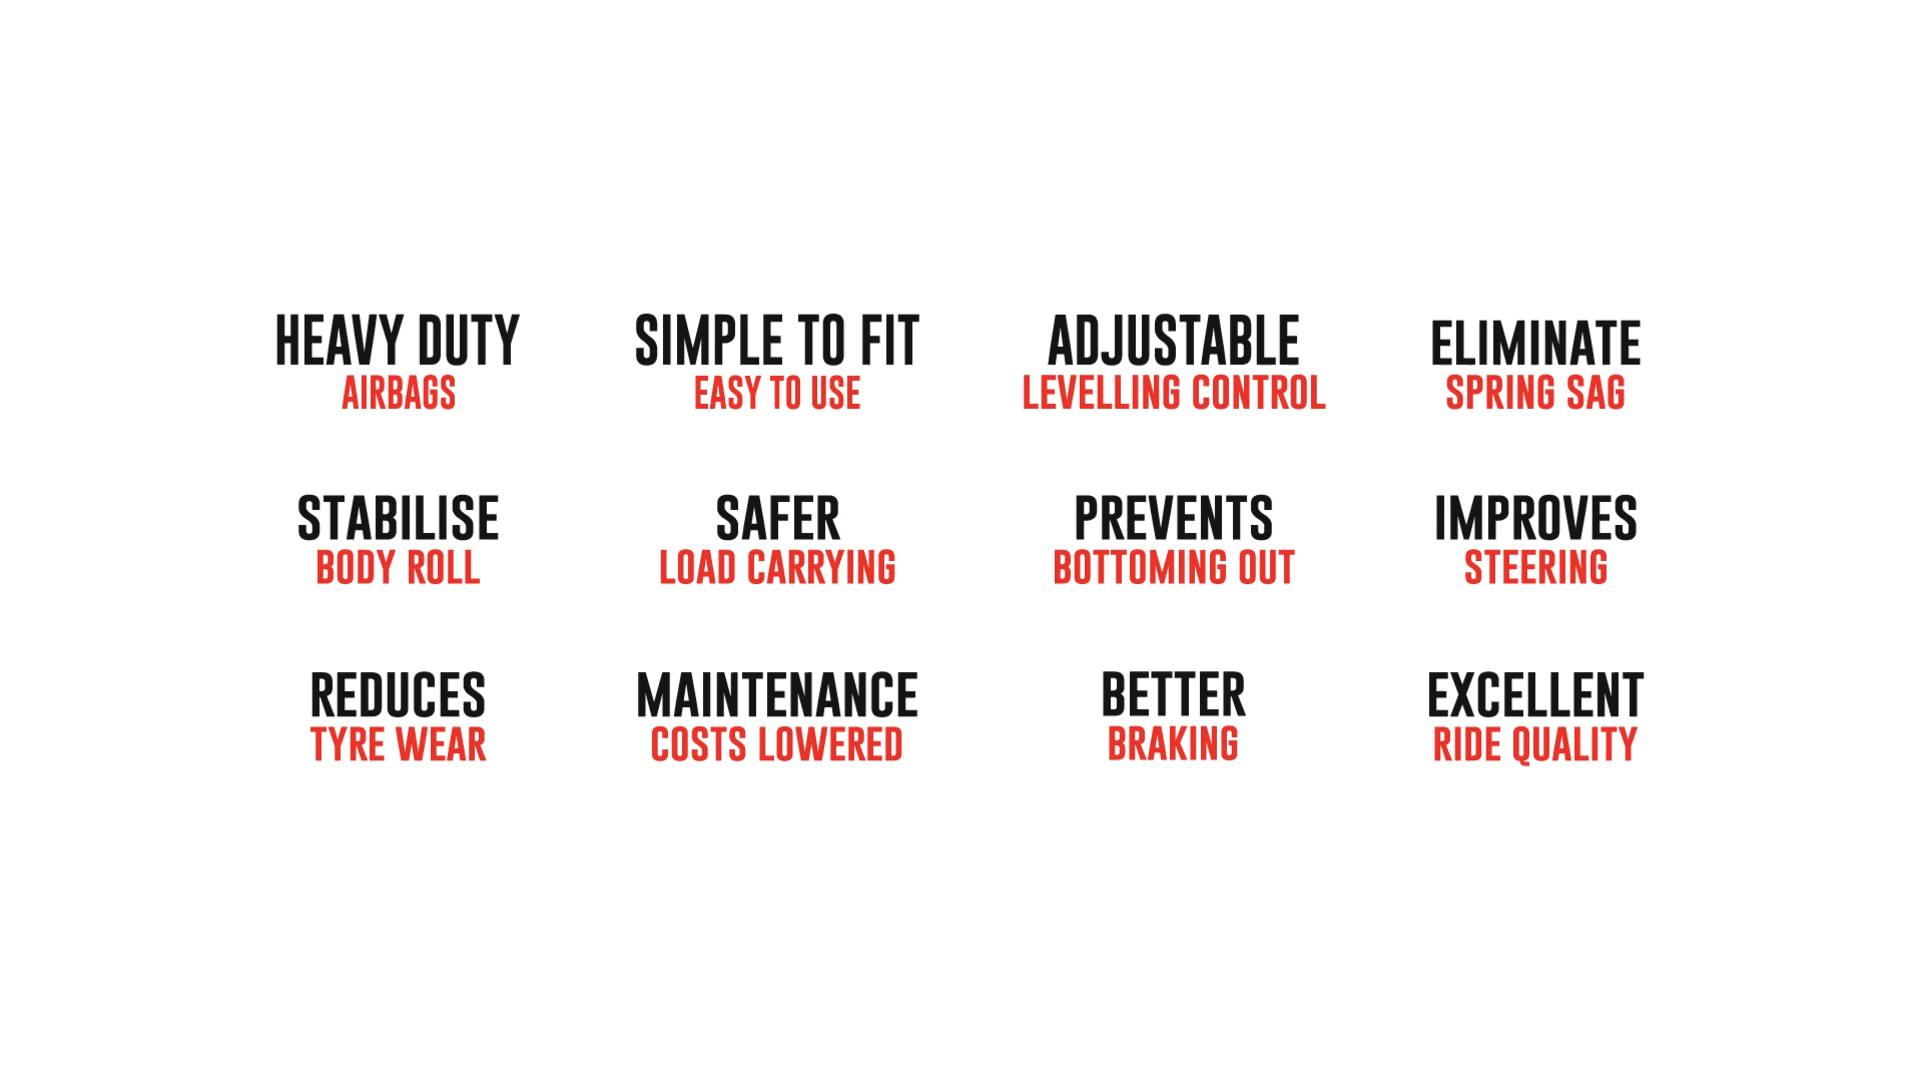 HEAVY DUTY
AIRBAGS
SIMPLE TO FIT
EASY TO USE
ADJUSTABLE
LEVELLING CONTROL
ELIMINATE
SPRING SAG
STABILISE
BODY ROLL
SAFER
LOAD CARRYING
PREVENTS
BOTTOMING OUT
IMPROVES
STEERING
REDUCES
TYRE WEAR
MAINTENANCE
COSTS LOWERED
BETTER
BRAKING
EXCELLENT
RIDE QUALITY